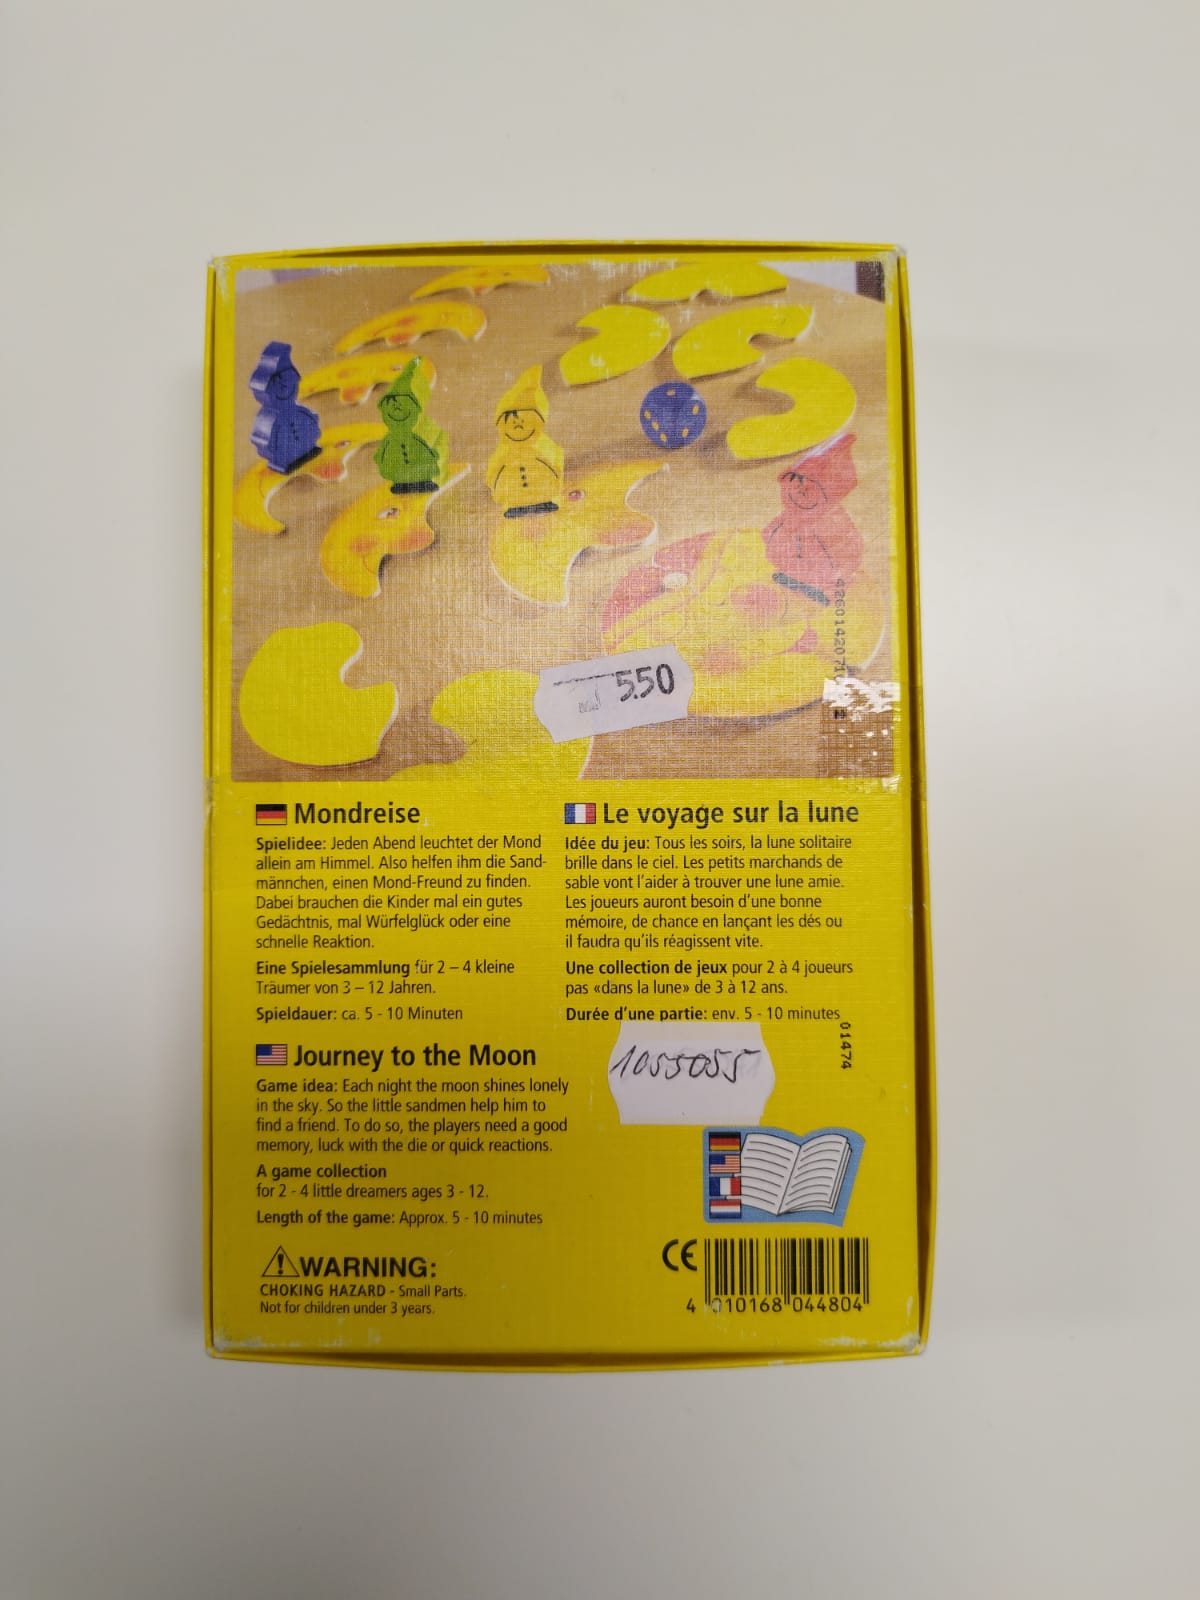 5.50
Mondreise
Spielidee: Jeden Abend leuchtet der Mond
allein am Himmel. Also helfen ihm die Sand-
männchen, einen Mond-Freund zu finden.
Dabei brauchen die Kinder mal ein gutes
Gedächtnis, mal Würfelglück oder eine
schnelle Reaktion.
Eine Spielesammlung für 2 – 4 kleine
Träumer von 3 – 12 Jahren.
Spieldauer: ca. 5 - 10 Minuten
Le voyage sur la lune
Idée du jeu: Tous les soirs, la lune solitaire
brille dans le ciel. Les petits marchands de
sable vont l'aider à trouver une lune amie.
Les joueurs auront besoin d'une bonne
mémoire, de chance en lançant les dés ou
il faudra qu'ils réagissent vite.
Une collection de jeux pour 2 à 4 joueurs
pas «dans la lune» de 3 à 12 ans.
Durée d'une partie: env. 5 - 10 minutes
01474
1055055
Journey to the Moon
Game idea: Each night the moon shines lonely
in the sky. So the little sandmen help him to
find a friend. To do so, the players need a good
memory, luck with the die or quick reactions.
A game collection
for 2 - 4 little dreamers ages 3 - 12.
Length of the game: Approx. 5 - 10 minutes
WARNING:
CHOKING HAZARD - Small Parts.
Not for children under 3 years.
CE
4 010168 044804